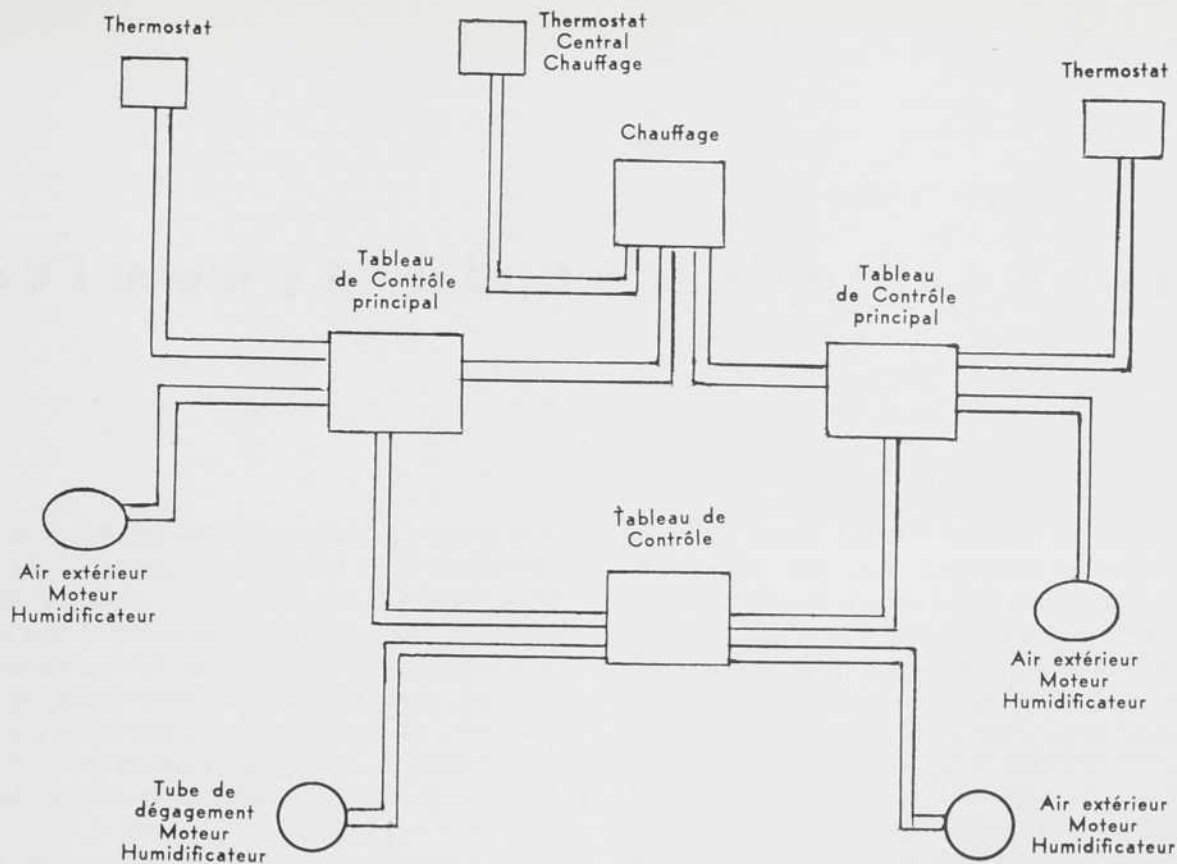 Thermostat
Thermostat
Central
Chauffage
Thermostat
Chauffage
Tableau
de Contrôle
principal
Tableau
de Contrôle
principal
Tableau de
Contrôle
Air extérieur
Moteur
Humidificateur
Air extérieur
Moteur
Humidificateur
Tube de
dégagement
Moteur
Humidificateur
Air extérieur
Moteur
Humidificateur